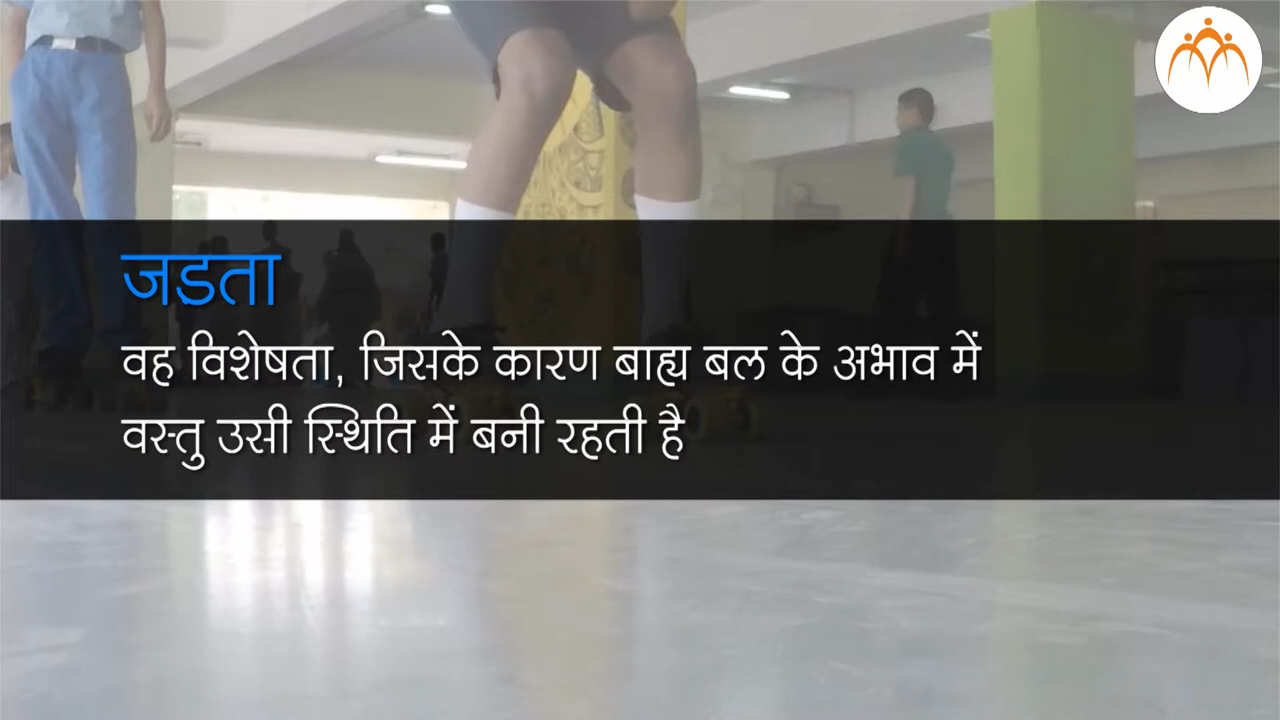 जडता
वह विशेषता, जिसके कारण बाह्य बल के अभाव में
वस्तु उसी स्थिति में बनी रहती है